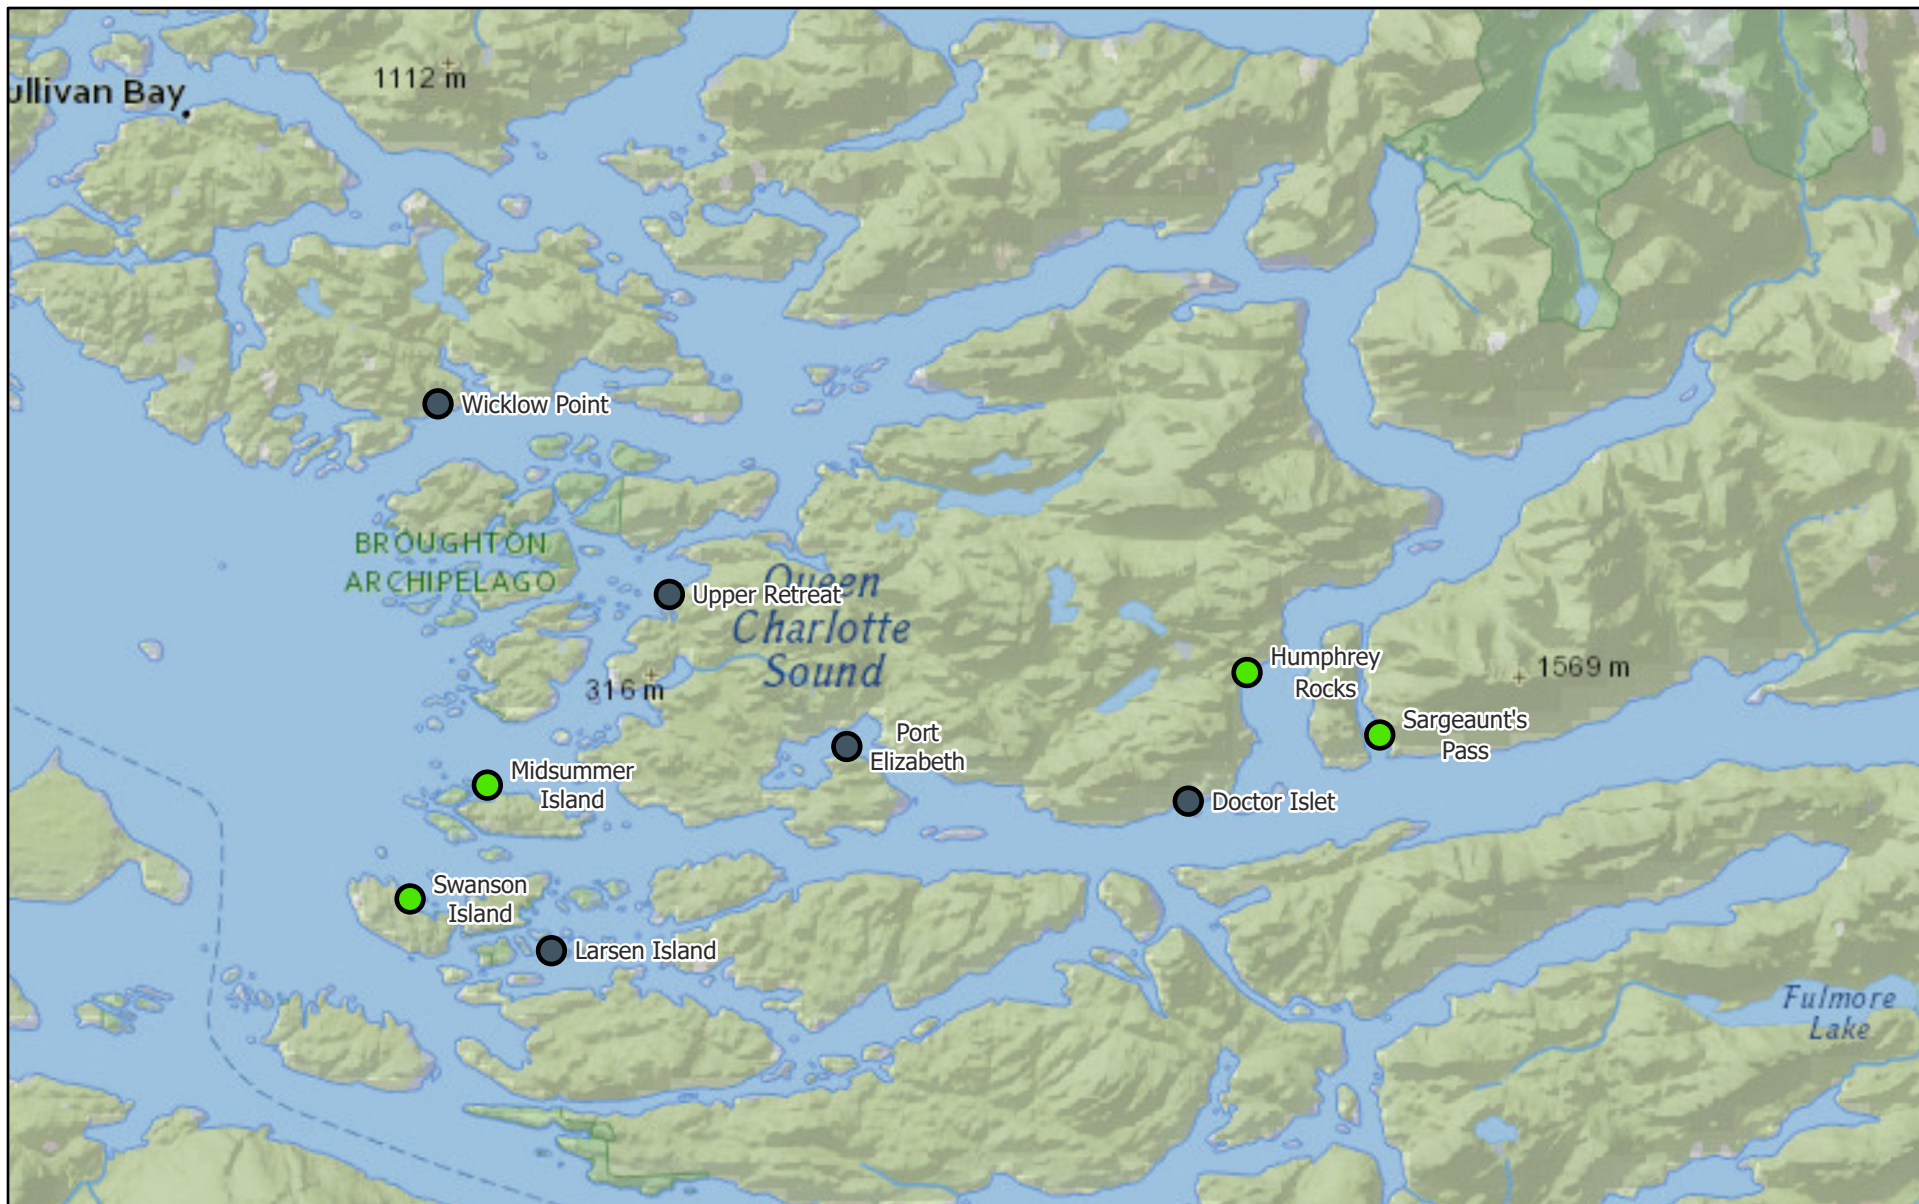 1112 m
ullivan Bay
Wicklow Point
BROUGHTON
ARCHIPELAGO
Queen
Charlotte
Sound
Upper Retreat
316 m
Humphrey
Rocks
1569 m
Sargeaunt's
Pass
Port
Elizabeth
Midsummer
Island
Doctor Islet
Swanson
Island
Larsen Island
Fulmore
Lake